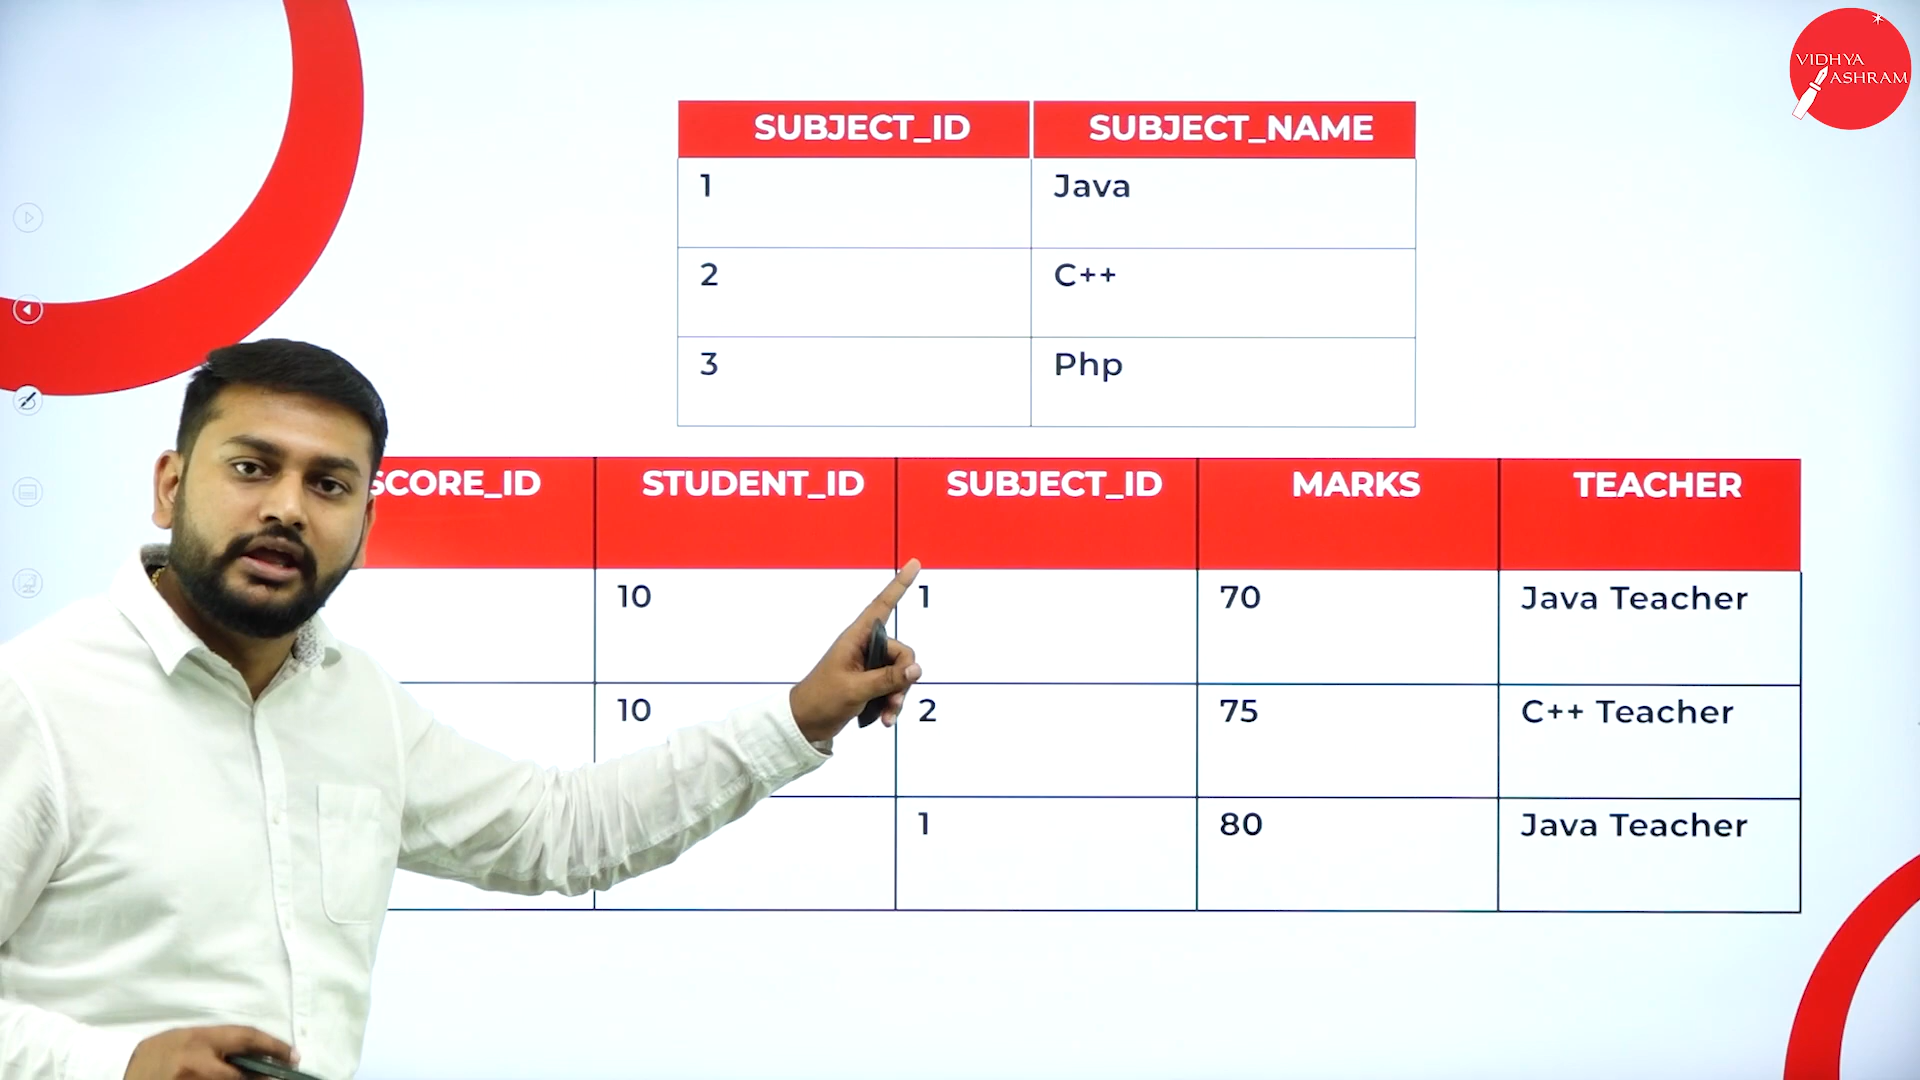 VIDHYA
ASHRAM
SUBJECT_ID SUBJECT_NAME
1 Java
2 C++
3 Php
SCORE_ID STUDENT_ID SUBJECT_ID MARKS TEACHER
10 1 70 Java Teacher
10 2 75 C++ Teacher
1 80 Java Teacher